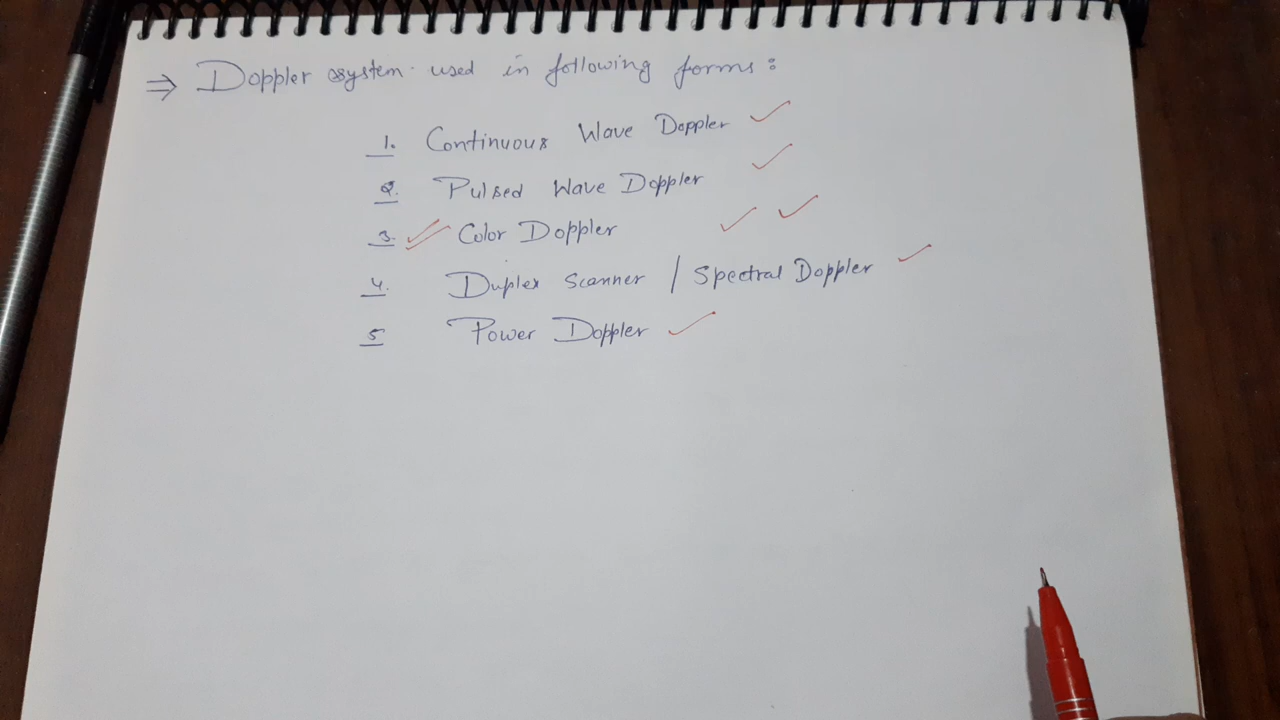 ⇒ Doppler system used in following forms:
1. Continuous Wave Doppler ✓
2. Pulsed Wave Doppler ✓
3. ✓✓ Color Doppler ✓ ✓
4. Duplex Scanner / Spectral Doppler ✓
5 Power Doppler ✓